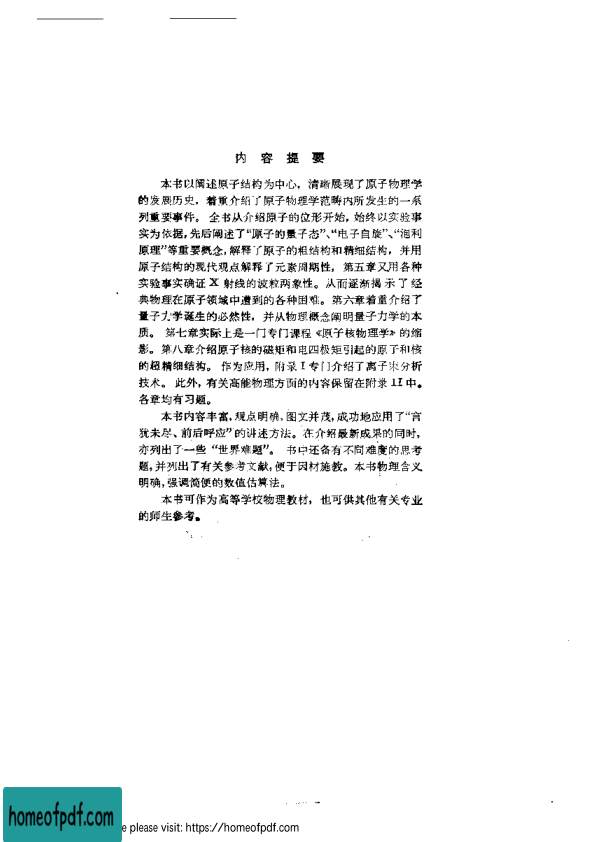 内 容 提 要
本书以阐述原子结构为中心，清晰展现了原子物理学
的发展历史，着重介绍了原子物理学范畴内所发生的一系
列重要事件。 全书从介绍原子的位形开始，始终以实验事
实为依据，先后阐述了“原子的量子态”、“电子自旋”、“泡利
原理”等重要概念，解释了原子的粗结构和精细结构，并用
原子结构的现代观点解释了元素周期性，第五章又用各种
实验事实确证 X 射线的波粒两象性。从而逐渐揭示了经
典物理在原子领域中遭到的各种困难。第六章着重介绍了
量子力学诞生的必然性，并从物理概念阐明量子力学的本
质。 第七章实际上是一门专门课程《原子核物理学》的缩
影。第八章介绍原子核的磁矩和电四极矩引起的原子和核
的超精细结构。 作为应用，附录 I 专门介绍了离子束分析
技术。 此外，有关高能物理方面的内容保留在附录 II 中。
各章均有习题。
本书内容丰富，观点明确，图文并茂，成功地应用了“言
犹未尽、前后呼应”的讲述方法。在介绍最新成果的同时，
亦列出了一些“世界难题”。 书中还备有不同难度的思考
题，并列出了有关参考文献，便于因材施教。本书物理含义
明确，强调简便的数值估算法。
本书可作为高等学校物理教材，也可供其他有关专业
的师生参考。
homeofpdf.com
e please visit: https://homeofpdf.com